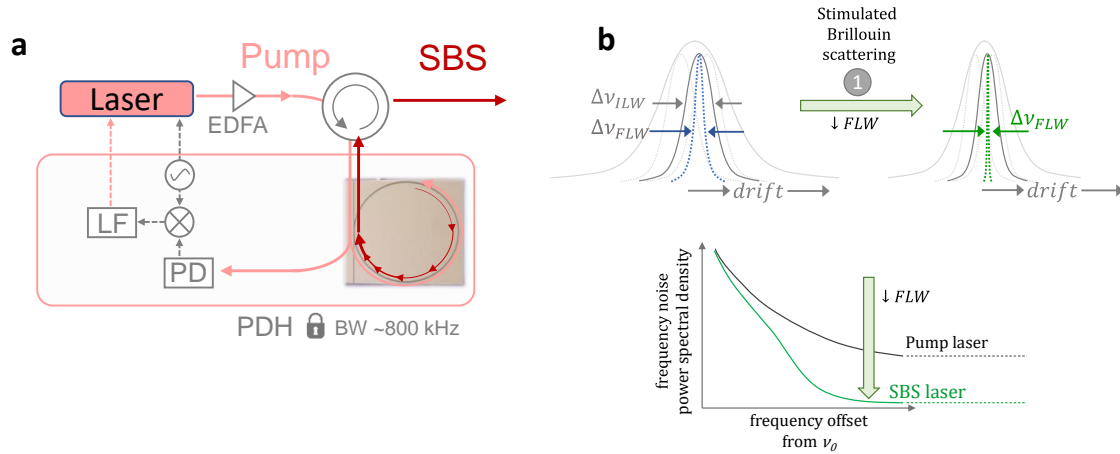 a
Pump
SBS
Laser
EDFA
LF
PD
PDH BW ~800 kHz
b
Stimulated
Brillouin
scattering
1
↓ FLW
Δν_ILW
Δν_FLW
Δν_FLW
drift
drift
frequency noise
power spectral density
↓ FLW
Pump laser
SBS laser
frequency offset
from ν_0